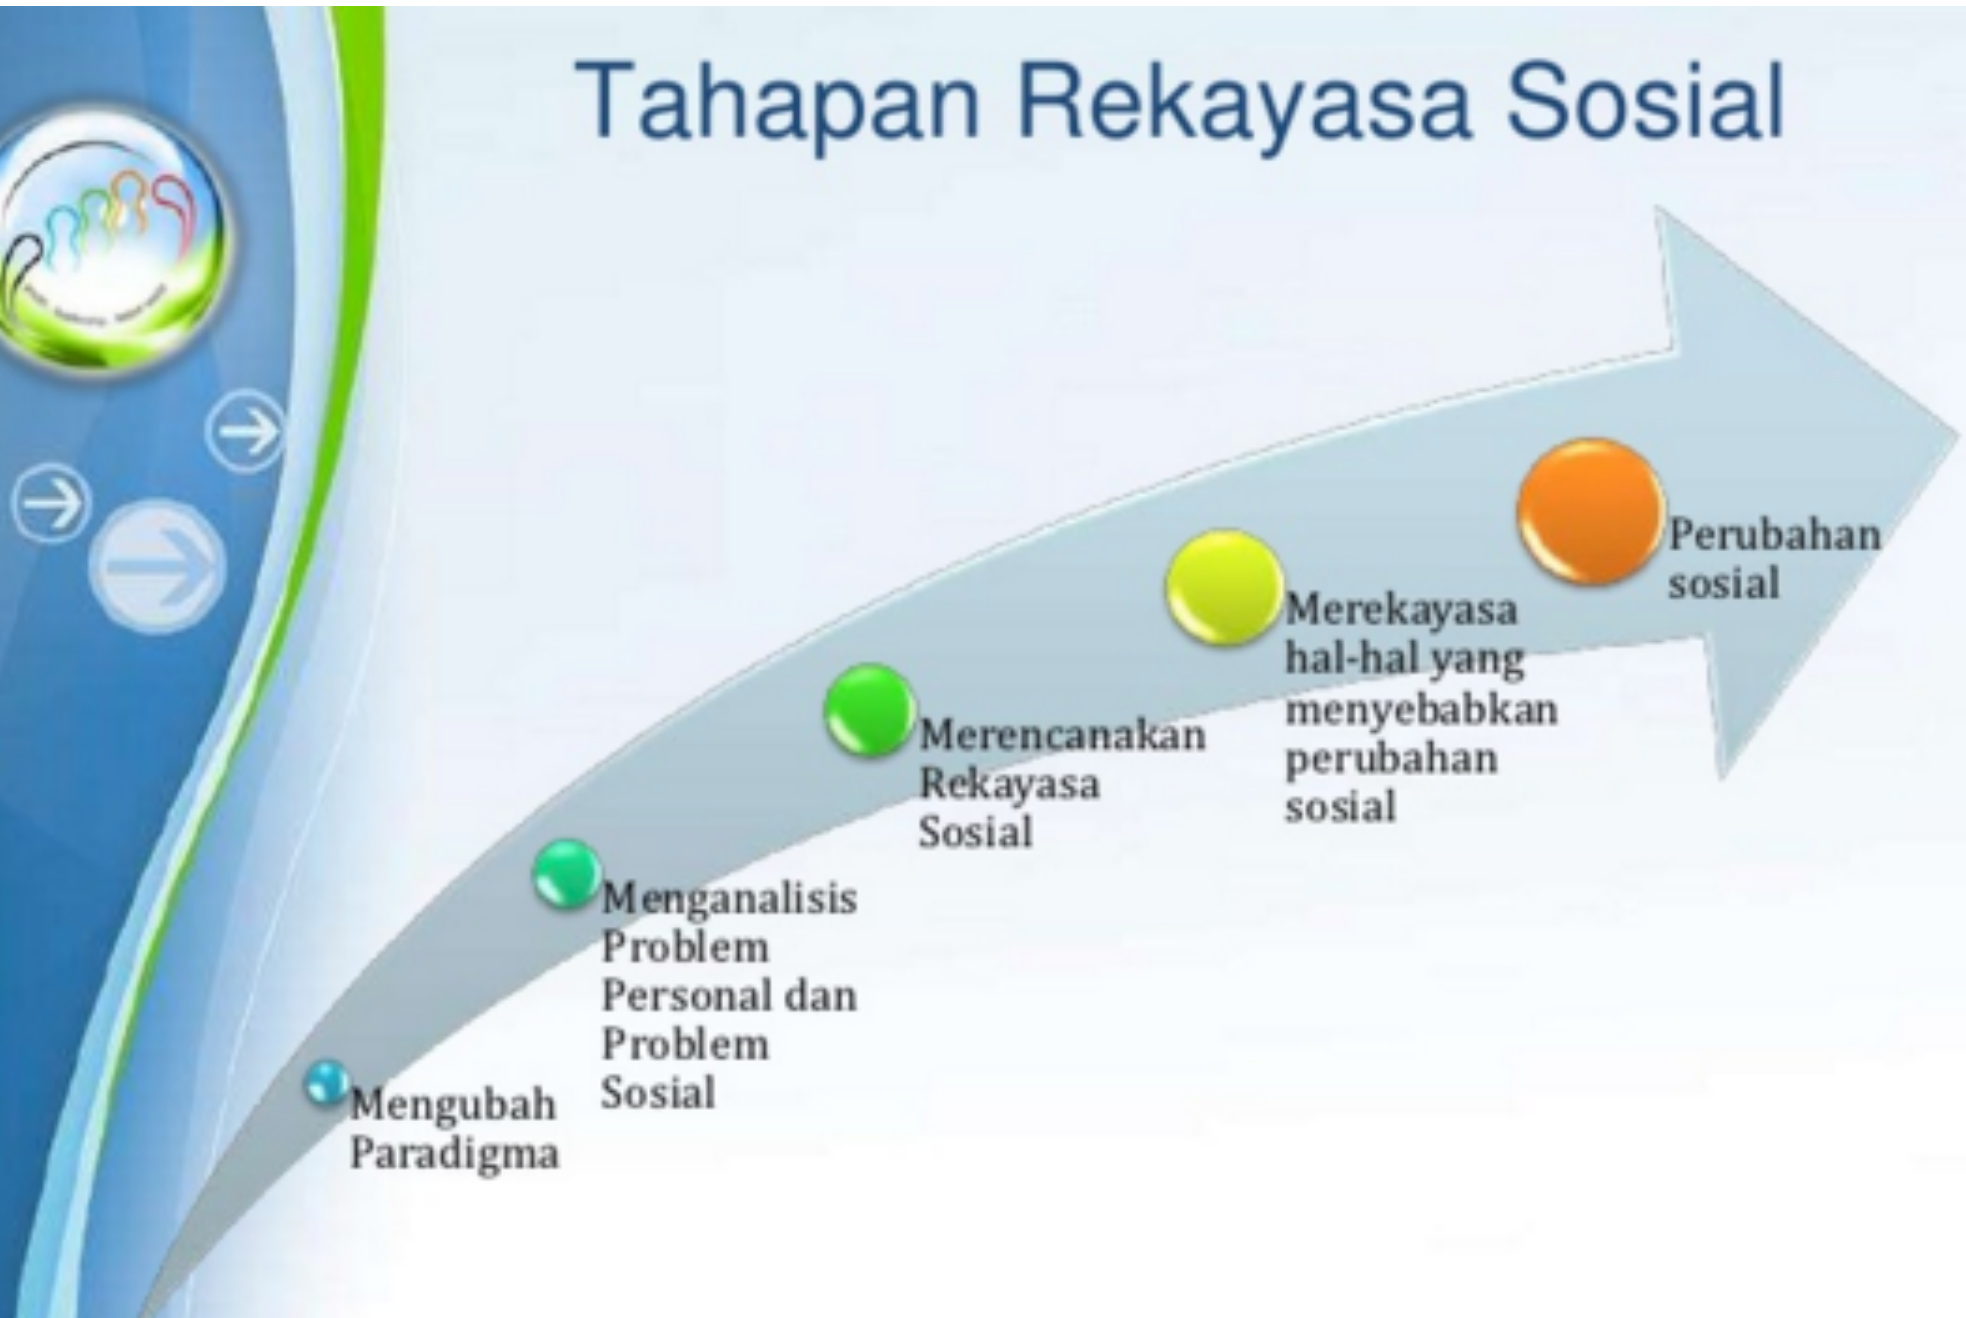 Tahapan Rekayasa Sosial
Mengubah
Paradigma
Menganalisis
Problem
Personal dan
Problem
Sosial
Merencanakan
Rekayasa
Sosial
Merekayasa
hal-hal yang
menyebabkan
perubahan
sosial
Perubahan
sosial